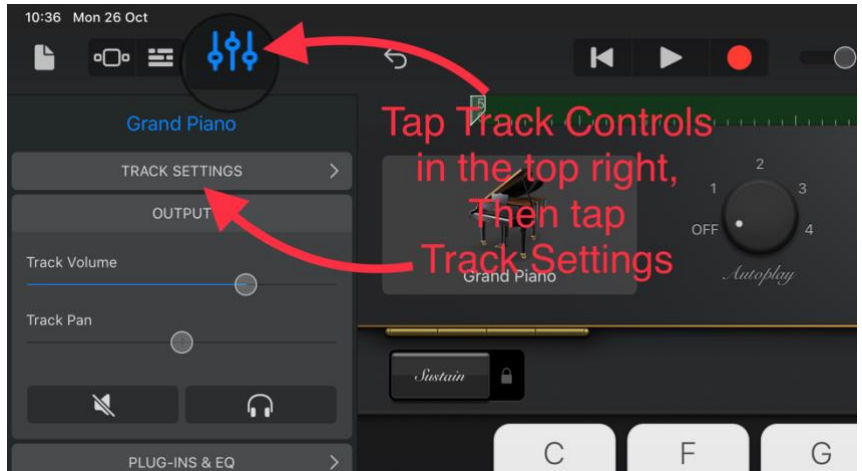 10:36 Mon 26 Oct
Tap Track Controls
in the top right,
Then tap
Track Settings
Grand Piano
TRACK SETTINGS
OUTPUT
Track Volume
Track Pan
PLUG-INS & EQ
5
Grand Piano
OFF
1
2
3
4
Autoplay
Sustain
C
F
G